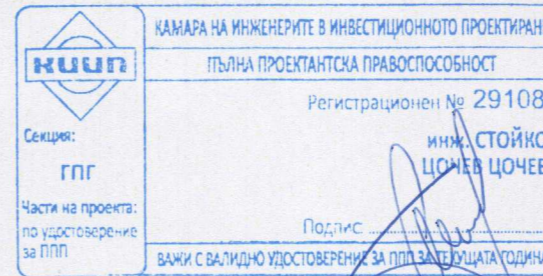 КАМАРА НА ИНЖЕНЕРИТЕ В ИНВЕСТИЦИОННОТО ПРОЕКТИРАН
КИИП
ПЪЛНА ПРОЕКТАНТСКА ПРАВОСПОСОБНОСТ
Регистрационен № 29108
Секция:
ГПГ
инж. СТОЙКО
ЦОЧЕВ ЦОЧЕВ
Части на проекта:
по удостоверение
за ППП
Подпис
ВАЖИ С ВАЛИДНО УДОСТОВЕРЕНИЕ ЗА ППП ЗА ТЕКУЩАТА ГОДИНА